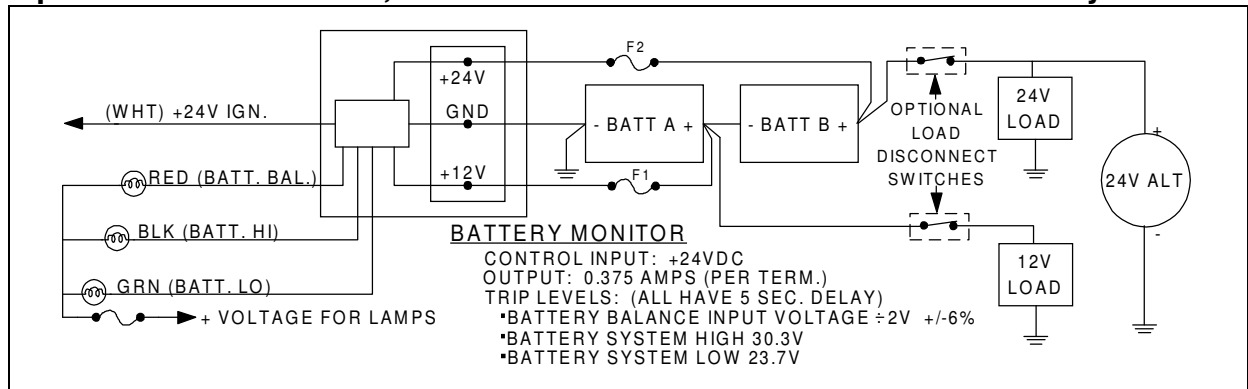 F2
+24V
(WHT) +24V IGN.
GND
- BATT A +
- BATT B +
OPTIONAL
LOAD
DISCONNECT
SWITCHES
24V
LOAD
+
24V ALT
-
+12V
F1
RED (BATT. BAL.)
BLK (BATT. HI)
GRN (BATT. LO)
+ VOLTAGE FOR LAMPS
12V
LOAD
BATTERY MONITOR
CONTROL INPUT: +24VDC
OUTPUT: 0.375 AMPS (PER TERM.)
TRIP LEVELS: (ALL HAVE 5 SEC. DELAY)
▪BATTERY BALANCE INPUT VOLTAGE ÷2V +/-6%
▪BATTERY SYSTEM HIGH 30.3V
▪BATTERY SYSTEM LOW 23.7V